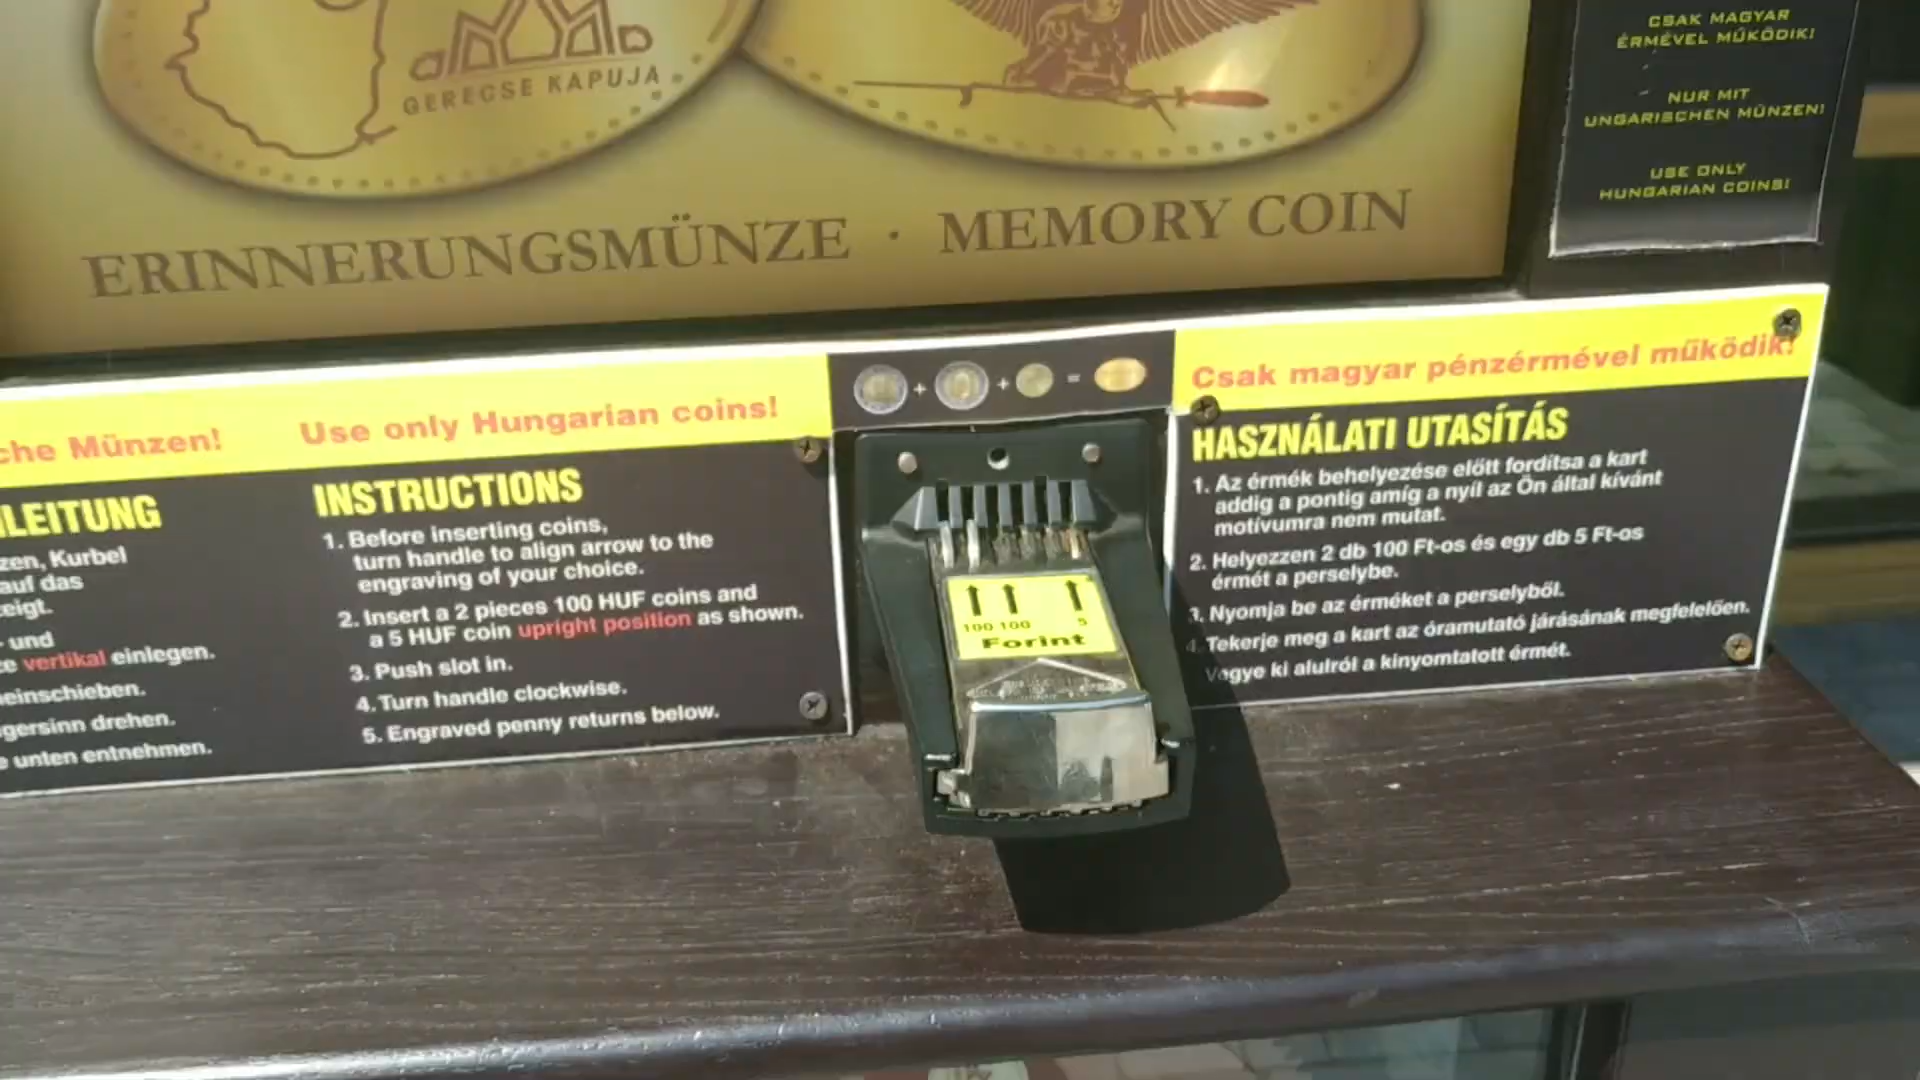 GERECSE KAPUJA
ERINNERUNGSMÜNZE · MEMORY COIN
CSAK MAGYAR
ÉRMÉVEL MŰKÖDIK!
NUR MIT
UNGARISCHEN MÜNZEN!
USE ONLY
HUNGARIAN COINS!
che Münzen!
LEITUNG
zen, Kurbel
auf das
zeigt.
- und
vertikal einlegen.
einschieben.
gersinn drehen.
unten entnehmen.
Use only Hungarian coins!
INSTRUCTIONS
1. Before inserting coins,
turn handle to align arrow to the
engraving of your choice.
2. Insert a 2 pieces 100 HUF coins and
a 5 HUF coin upright position as shown.
3. Push slot in.
4. Turn handle clockwise.
5. Engraved penny returns below.
+ + =
100 100 5
Forint
Csak magyar pénzérmével működik!
HASZNÁLATI UTASÍTÁS
1. Az érmék behelyezése előtt fordítsa a kart
addig a pontig amíg a nyíl az Ön által kívánt
motívumra nem mutat.
2. Helyezzen 2 db 100 Ft-os és egy db 5 Ft-os
érmét a perselybe.
3. Nyomja be az érméket a perselyből.
4. Tekerje meg a kart az óramutató járásának megfelelően.
Vegye ki alulról a kinyomtatott érmét.